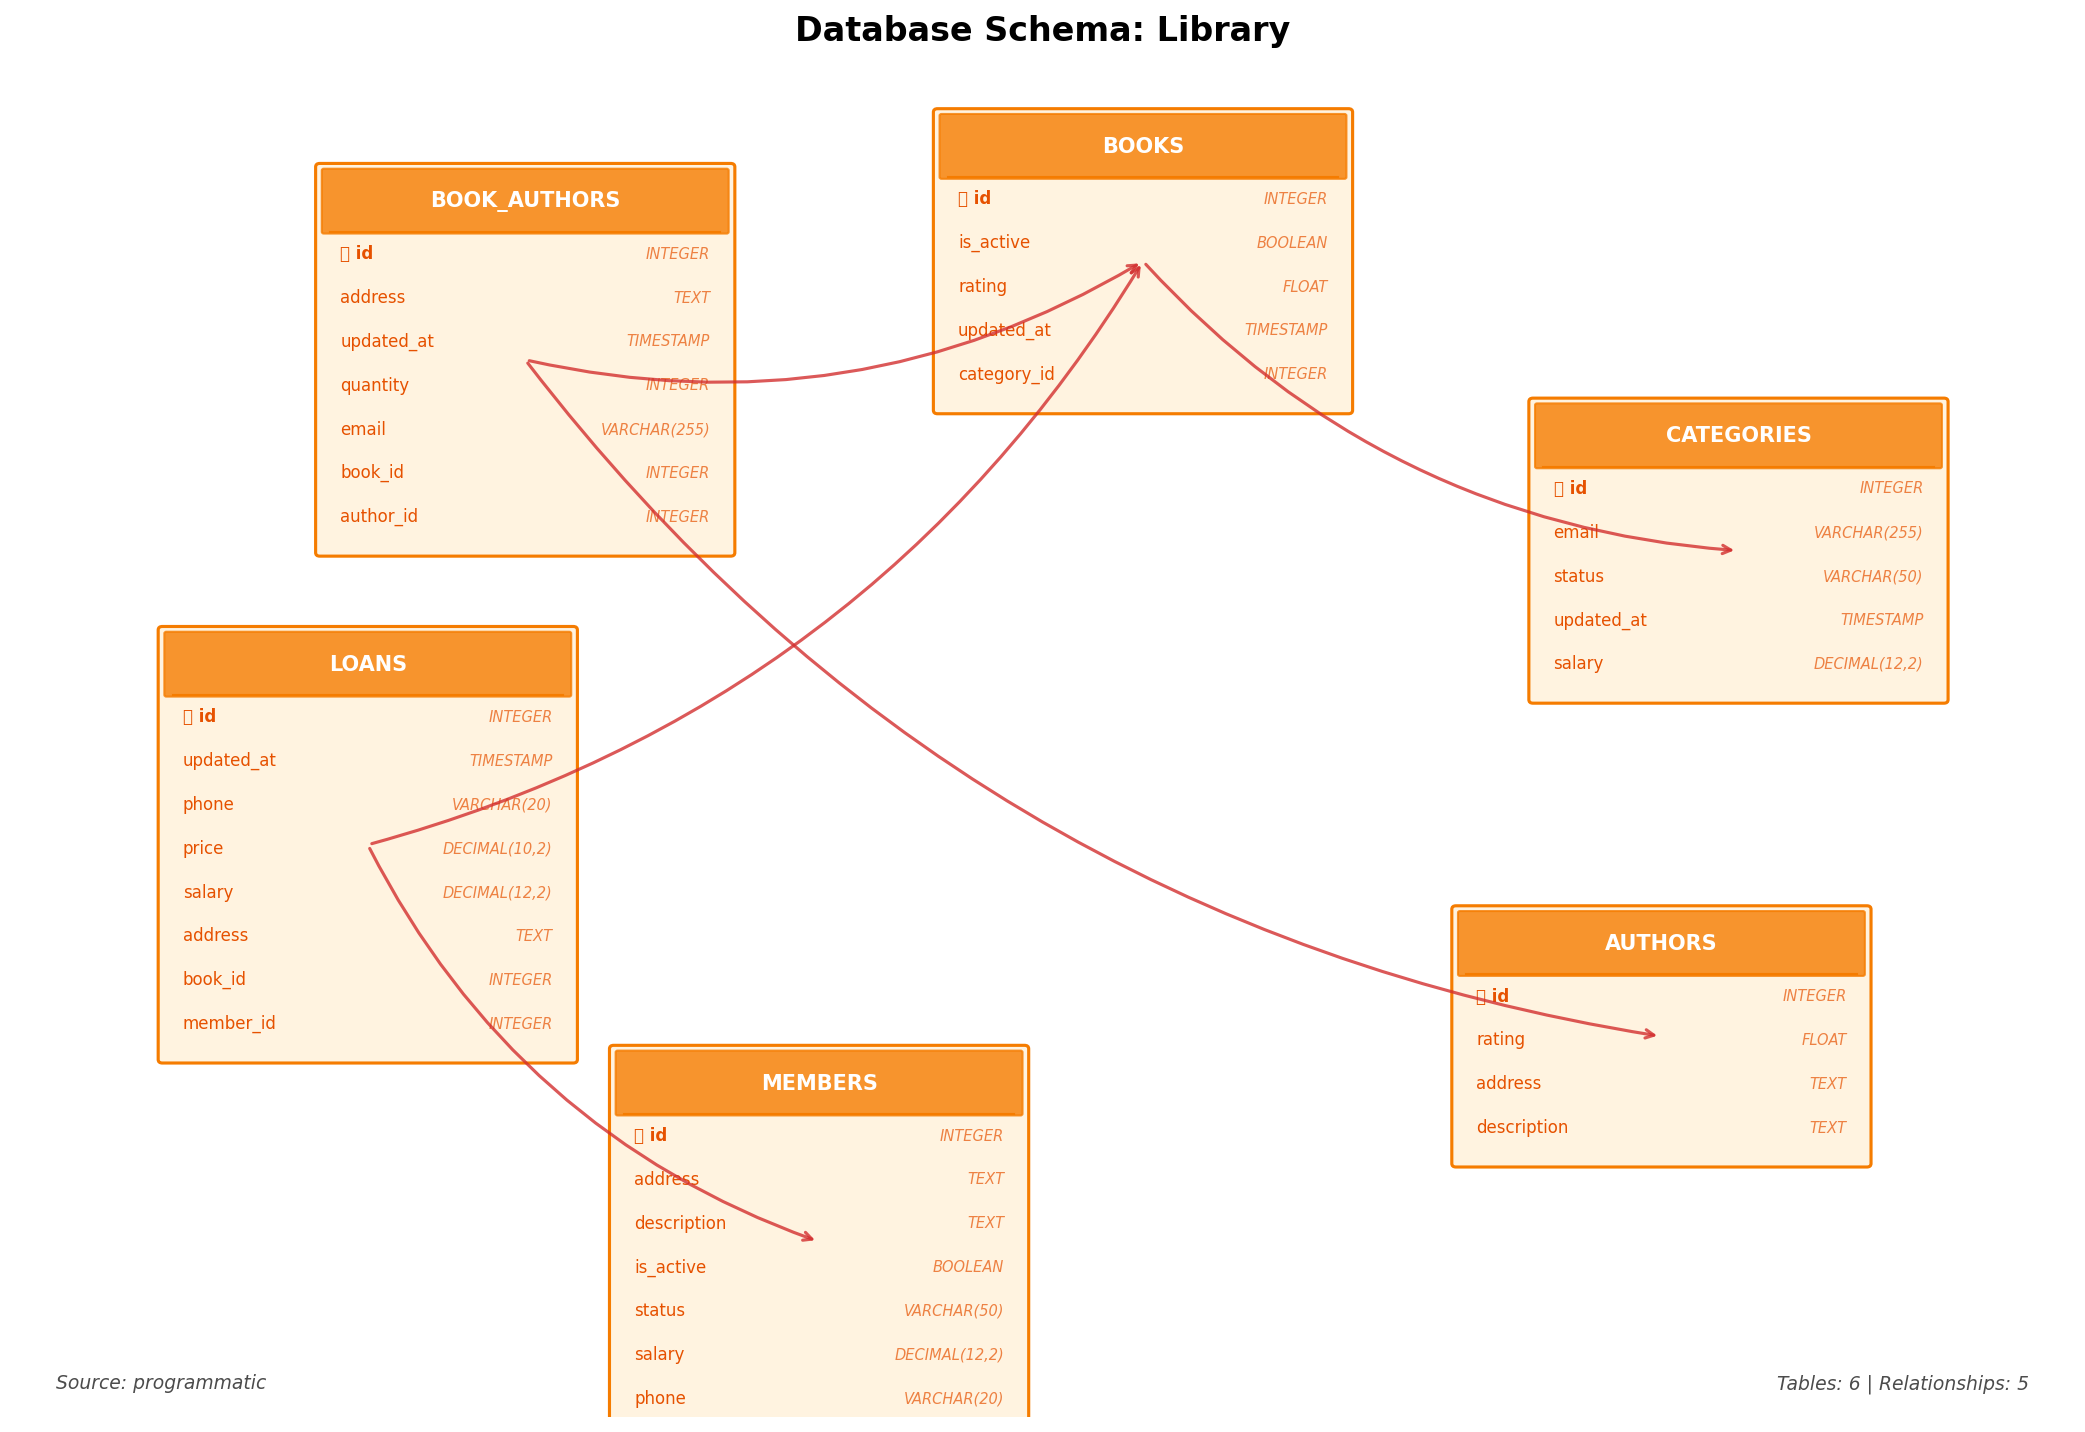 Database Schema: Library
BOOK_AUTHORS
id INTEGER
address TEXT
updated_at TIMESTAMP
quantity INTEGER
email VARCHAR(255)
book_id INTEGER
author_id INTEGER
BOOKS
id INTEGER
is_active BOOLEAN
rating FLOAT
updated_at TIMESTAMP
category_id INTEGER
CATEGORIES
id INTEGER
email VARCHAR(255)
status VARCHAR(50)
updated_at TIMESTAMP
salary DECIMAL(12,2)
LOANS
id INTEGER
updated_at TIMESTAMP
phone VARCHAR(20)
price DECIMAL(10,2)
salary DECIMAL(12,2)
address TEXT
book_id INTEGER
member_id INTEGER
AUTHORS
id INTEGER
rating FLOAT
address TEXT
description TEXT
MEMBERS
id INTEGER
address TEXT
description TEXT
is_active BOOLEAN
status VARCHAR(50)
salary DECIMAL(12,2)
phone VARCHAR(20)
Source: programmatic
Tables: 6 | Relationships: 5